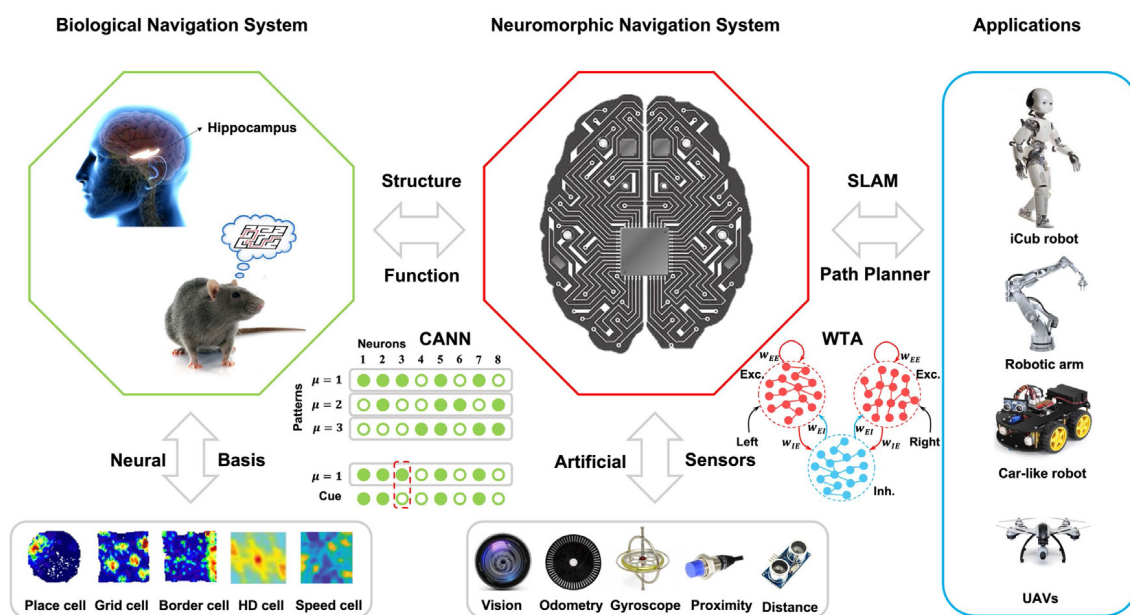 Biological Navigation System
Neuromorphic Navigation System
Applications
Hippocampus
Structure
Function
SLAM
Path Planner
iCub robot
Robotic arm
Car-like robot
UAVs
CANN
Neurons
1 2 3 4 5 6 7 8
Patterns
μ = 1
μ = 2
μ = 3
μ = 1
Cue
WTA
w_EE
w_EE
Exc.
Exc.
w_EI
w_EI
w_IE
w_IE
Left
Right
Inh.
Neural Basis
Artificial Sensors
Place cell Grid cell Border cell HD cell Speed cell
Vision Odometry Gyroscope Proximity Distance